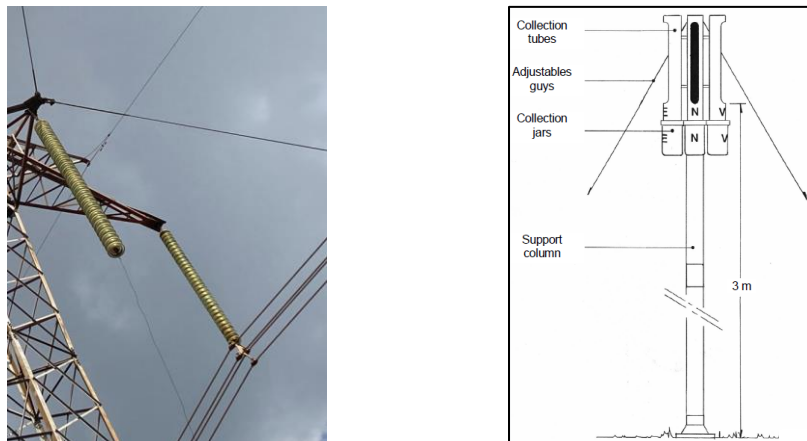 Collection
tubes
Adjustables
guys
Collection
jars
E N V
E N V
Support
column
3 m